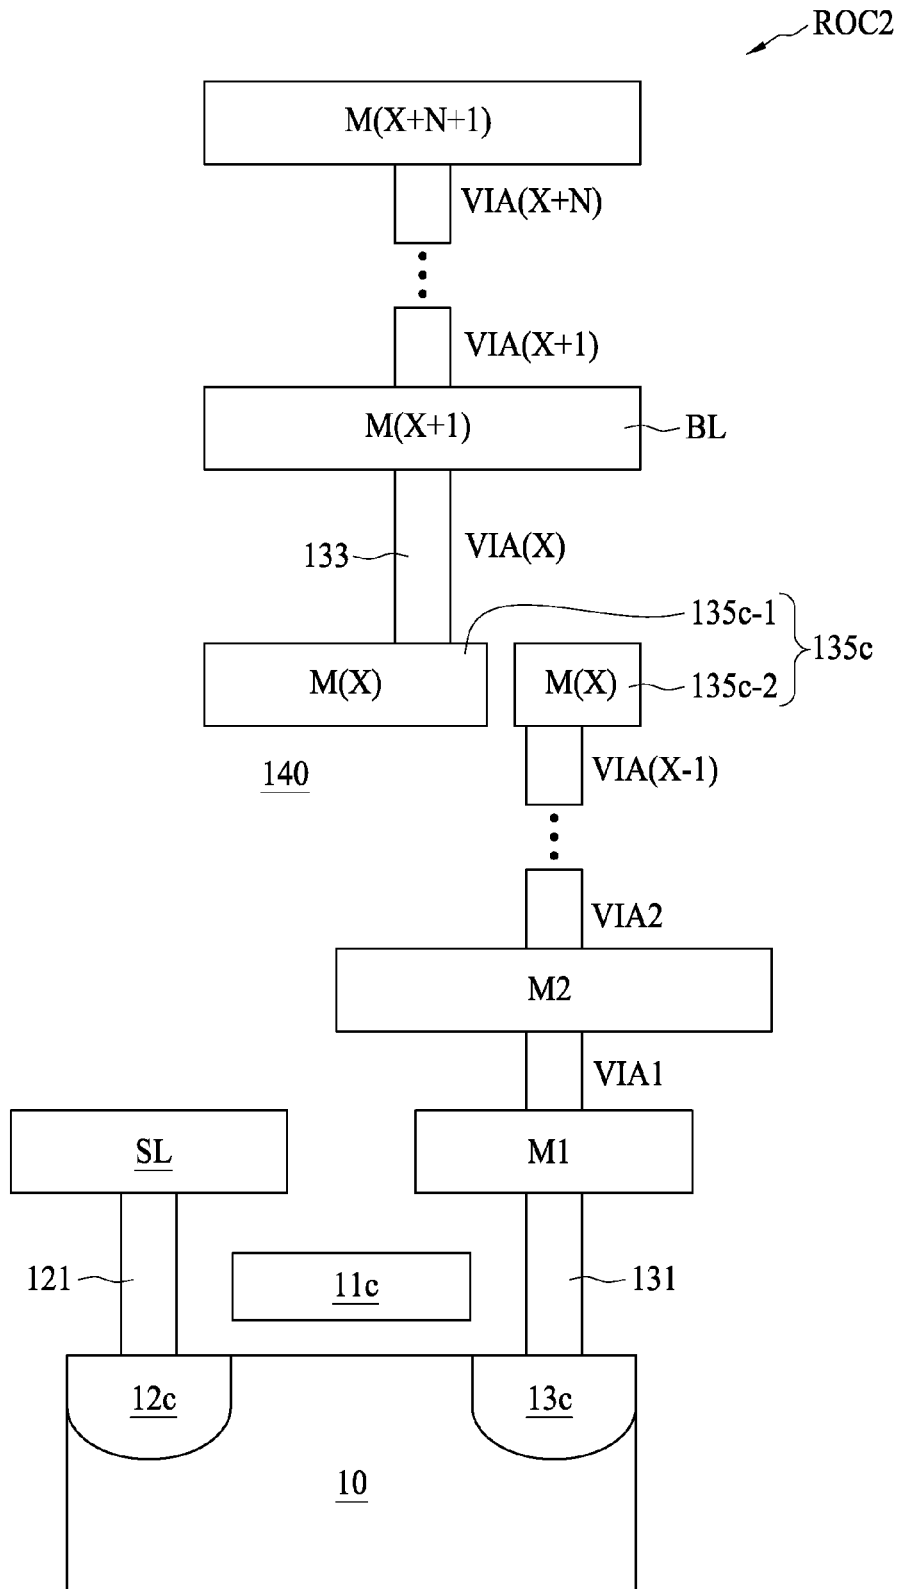 ROC2
M(X+N+1)
VIA(X+N)
VIA(X+1)
M(X+1)
BL
133
VIA(X)
135c-1
135c
M(X)
M(X)
135c-2
140
VIA(X-1)
VIA2
M2
VIA1
SL
M1
121
11c
131
12c
13c
10